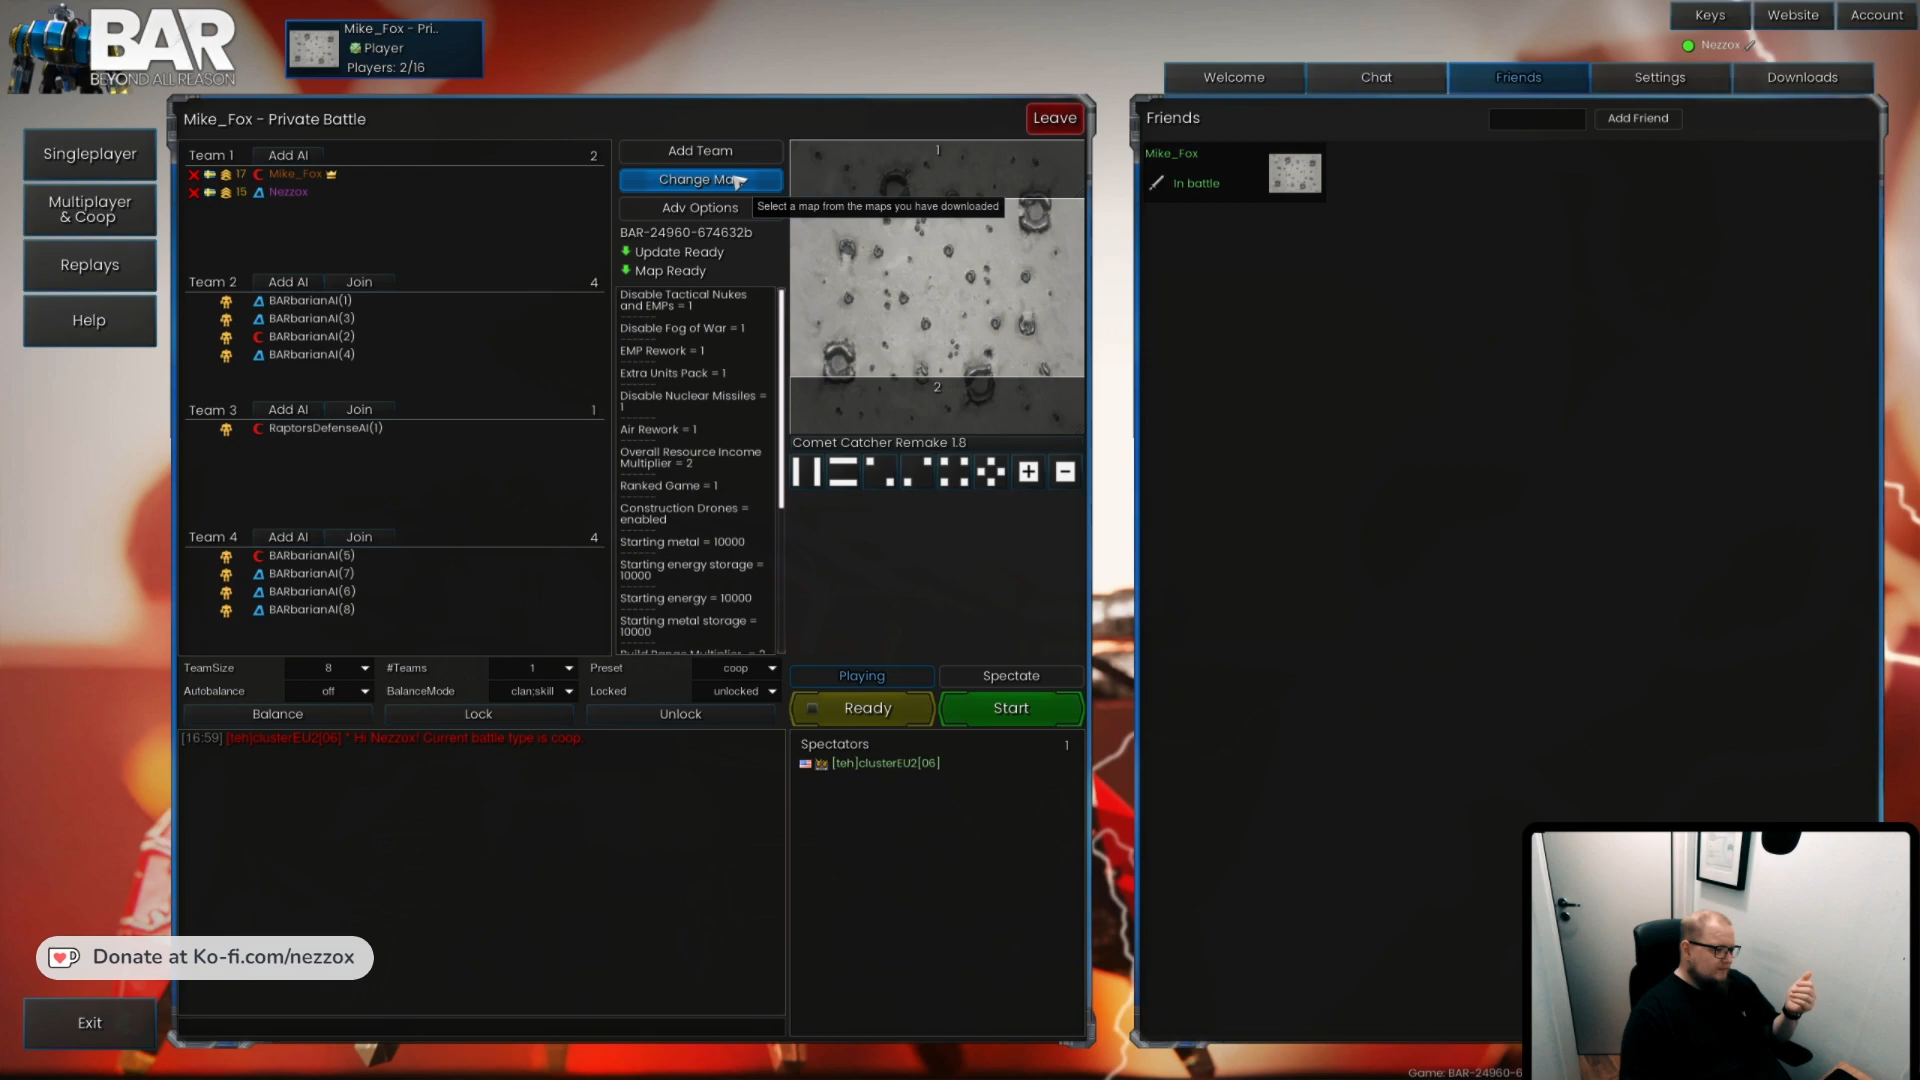 BAR
BEYOND ALL REASON
Mike_Fox - Pri..
Player
Players: 2/16
Keys
Website
Account
Nezzox
Welcome
Chat
Friends
Settings
Downloads
Singleplayer
Multiplayer
& Coop
Replays
Help
Exit
Mike_Fox - Private Battle
Leave
Team 1
Add AI
2
17 Mike_Fox
15 Nezzox
Team 2
Add AI
Join
4
BARbarianAI(1)
BARbarianAI(3)
BARbarianAI(2)
BARbarianAI(4)
Team 3
Add AI
Join
1
RaptorsDefenseAI(1)
Team 4
Add AI
Join
4
BARbarianAI(5)
BARbarianAI(7)
BARbarianAI(6)
BARbarianAI(8)
Add Team
Change Ma
Adv Options
Select a map from the maps you have downloaded
BAR-24960-674632b
Update Ready
Map Ready
Disable Tactical Nukes
and EMPs = 1
------
Disable Fog of War = 1
------
EMP Rework = 1
------
Extra Units Pack = 1
------
Disable Nuclear Missiles =
1
------
Air Rework = 1
------
Overall Resource Income
Multiplier = 2
------
Ranked Game = 1
------
Construction Drones =
enabled
------
Starting metal = 10000
------
Starting energy storage =
10000
------
Starting energy = 10000
------
Starting metal storage =
10000
------
Build Range Multiplier = 2
1
2
Comet Catcher Remake 1.8
TeamSize
8
#Teams
1
Preset
coop
Autobalance
off
BalanceMode
clan;skill
Locked
unlocked
Balance
Lock
Unlock
Playing
Spectate
Ready
Start
[16:59] [teh]clusterEU2[06] * Hi Nezzox! Current battle type is coop.
Spectators
1
[teh]clusterEU2[06]
Friends
Add Friend
Mike_Fox
In battle
Donate at Ko-fi.com/nezzox
Game: BAR-24960-6